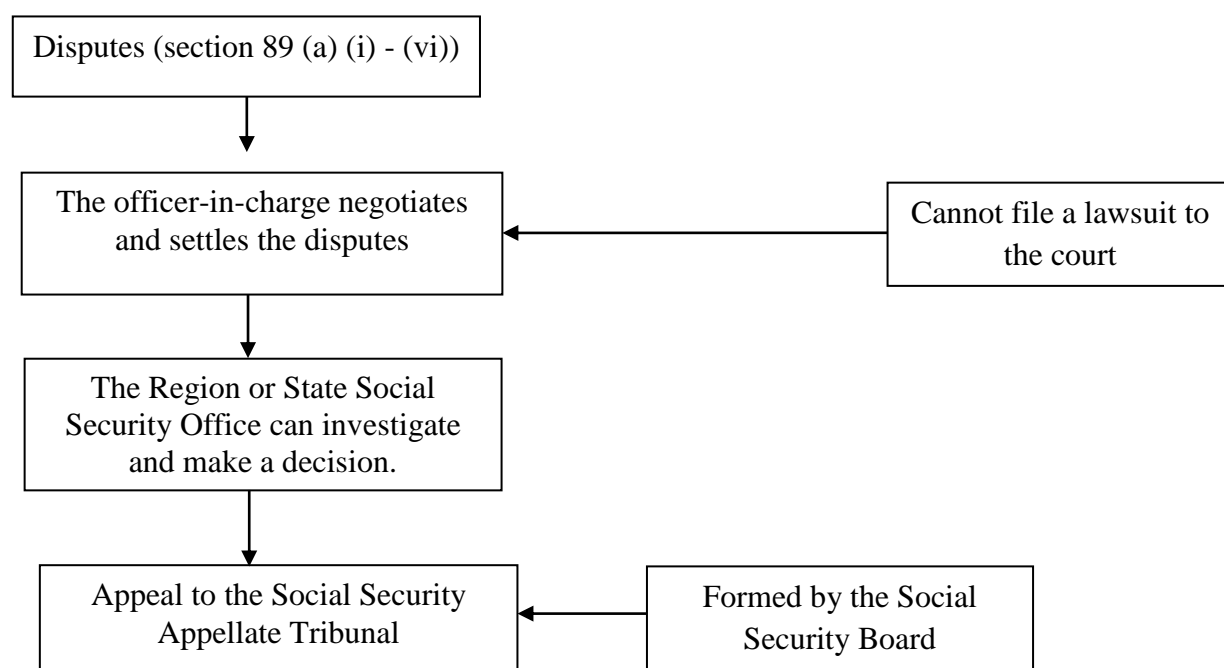 Disputes (section 89 (a) (i) - (vi))
The officer-in-charge negotiates
and settles the disputes
Cannot file a lawsuit to
the court
The Region or State Social
Security Office can investigate
and make a decision.
Appeal to the Social Security
Appellate Tribunal
Formed by the Social
Security Board